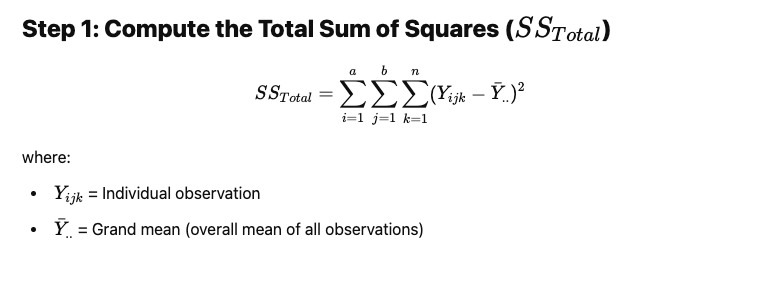 Step 1: Compute the Total Sum of Squares ($SS_{Total}$)
$SS_{Total} = \sum_{i=1}^{a} \sum_{j=1}^{b} \sum_{k=1}^{n} (Y_{ijk} - \bar{Y}_{..})^2$
where:
• $Y_{ijk}$ = Individual observation
• $\bar{Y}_{..}$ = Grand mean (overall mean of all observations)